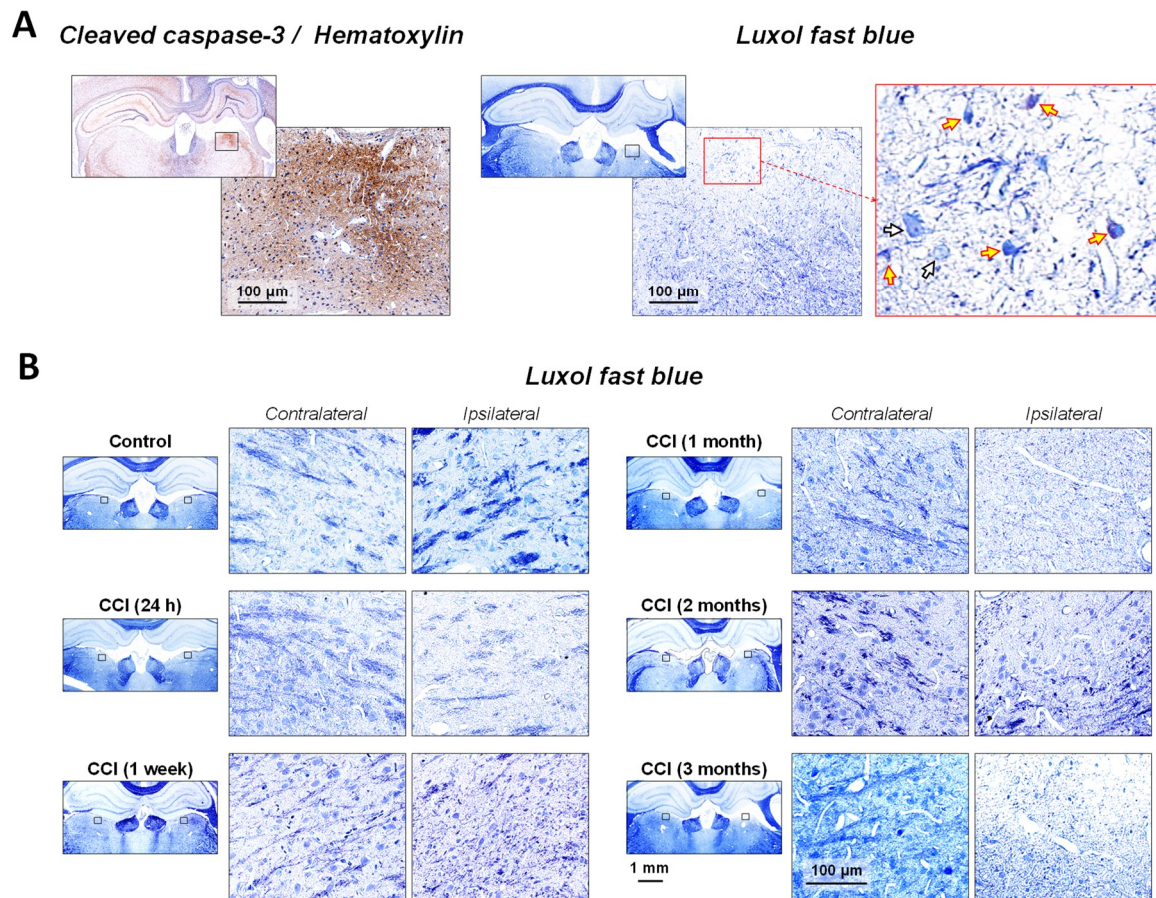 A
Cleaved caspase-3 / Hematoxylin
Luxol fast blue
100 µm
100 µm
B
Luxol fast blue
Contralateral
Ipsilateral
Contralateral
Ipsilateral
Control
CCI (1 month)
CCI (24 h)
CCI (2 months)
CCI (1 week)
CCI (3 months)
1 mm
100 µm